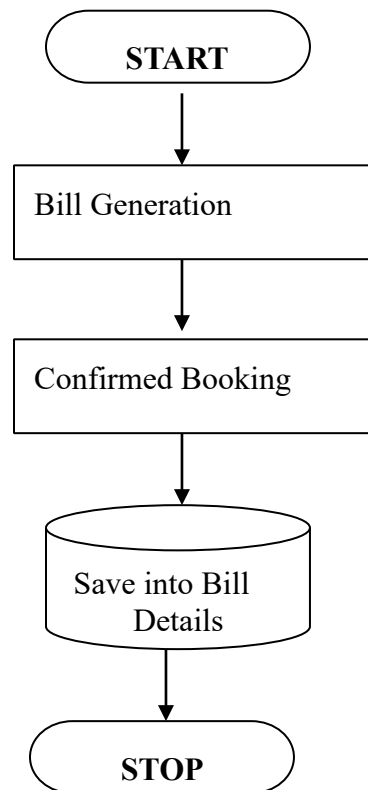 START
Bill Generation
Confirmed Booking
Save into Bill
Details
STOP